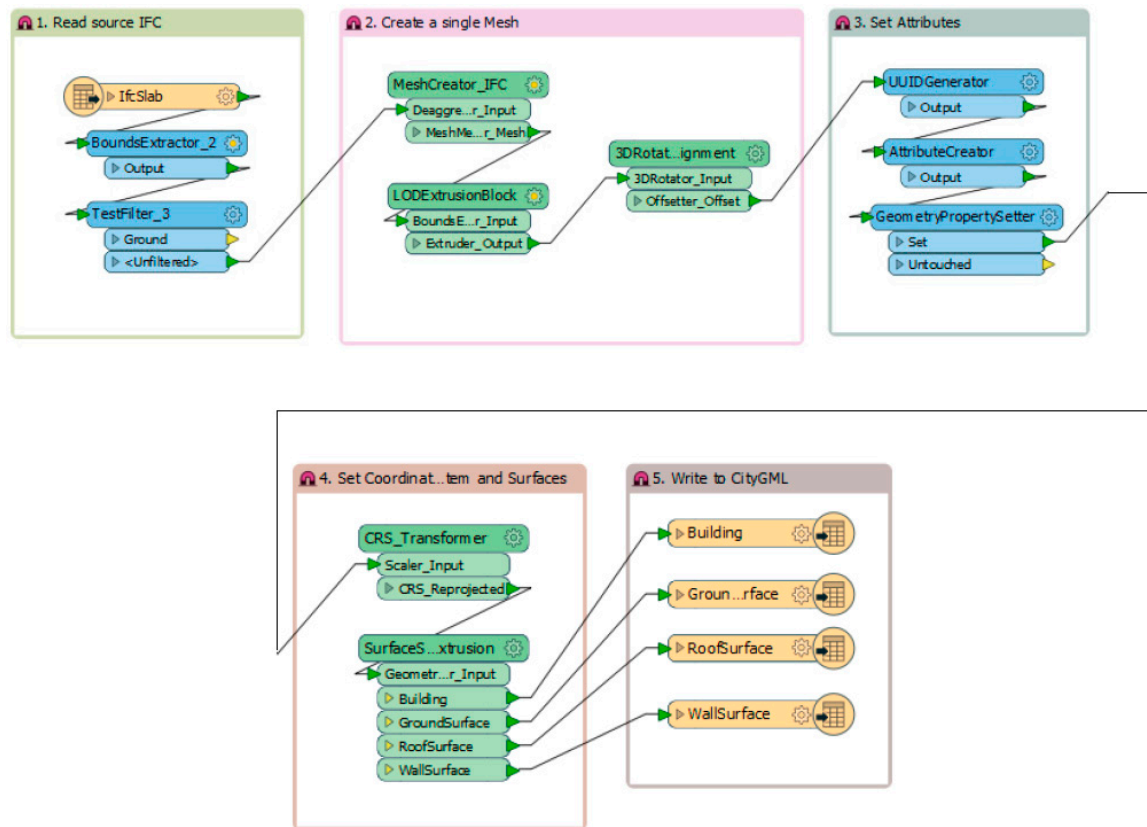 1. Read source IFC
IfcSlab
BoundsExtractor_2
Output
TestFilter_3
Ground
<Unfiltered>
2. Create a single Mesh
MeshCreator_IFC
Deaggre...r_Input
MeshMe...r_Mesh
LODExtrusionBlock
BoundsE...r_Input
Extruder_Output
3DRotat...ignment
3DRotator_Input
Offsetter_Offset
3. Set Attributes
UUIDGenerator
Output
AttributeCreator
Output
GeometryPropertySetter
Set
Untouched
4. Set Coordinat...tem and Surfaces
CRS_Transformer
Scaler_Input
CRS_Reprojected
SurfaceS...xtrusion
Geometr...r_Input
Building
GroundSurface
RoofSurface
WallSurface
5. Write to CityGML
Building
Groun...rface
RoofSurface
WallSurface